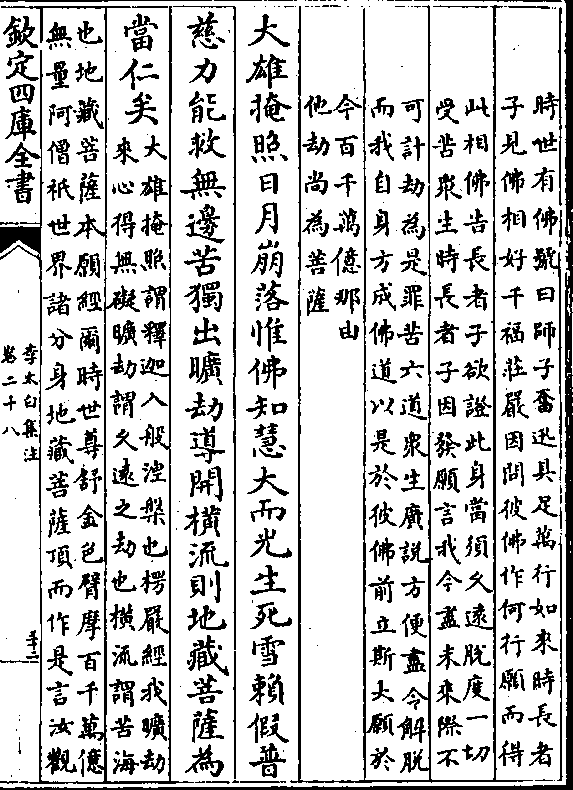 時世有佛號曰師子奮迅具足萬行如來時長者
子見佛相好千福莊嚴因問彼佛作何行願而得
此相佛告長者子欲證此身當須久遠脫度一切
受苦衆生時長者子因發願言我今盡未來際不
可計劫為是罪苦六道衆生廣說方便盡令解脫
而我自身方成佛道以是於彼佛前立斯大願於
今百千萬億那由
他劫尚為菩薩
大雄掩照日月崩落惟佛知慧大而光生死雪賴假普
慈力能救無邊苦獨出曠劫導開橫流則地藏菩薩為
當仁矣
大雄掩照謂釋迦入般涅槃也楞嚴經我曠劫
來心得無礙曠劫謂久遠之劫也橫流謂苦海
也地藏菩薩本願經爾時世尊舒金色臂摩百千萬億
無量阿僧祇世界諸分身地藏菩薩頂而作是言汝觀
欽定四庫全書
李太白集注
卷二十八